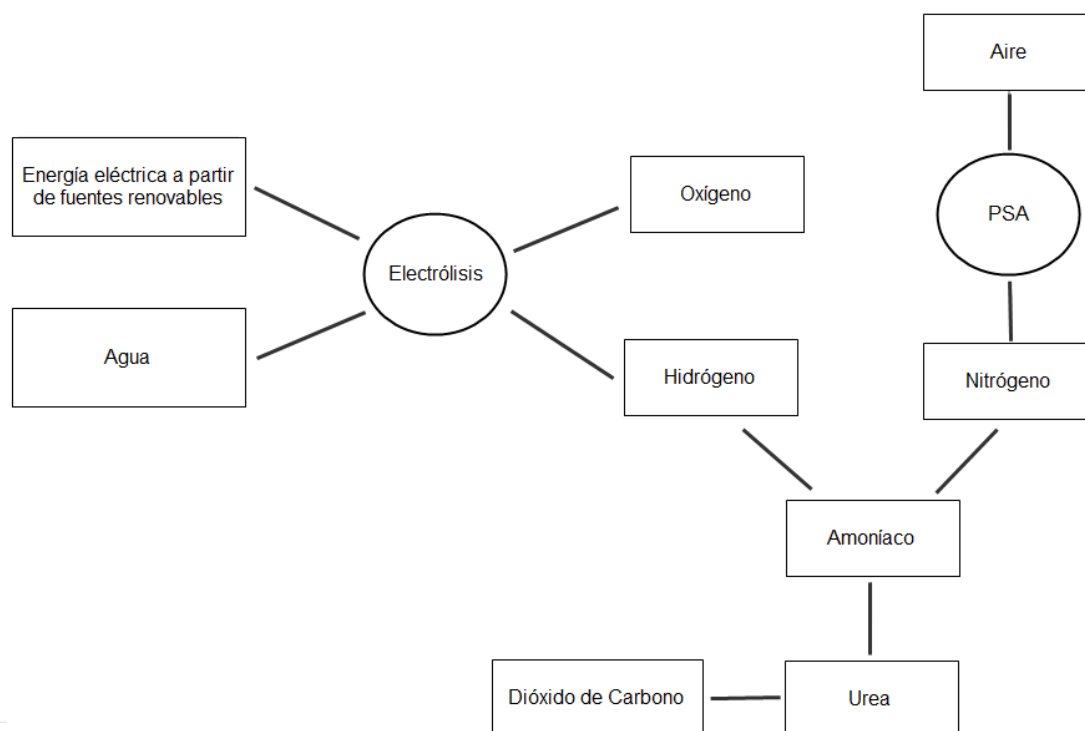 Aire
Energía eléctrica a partir
de fuentes renovables
Oxígeno
PSA
Electrólisis
Agua
Hidrógeno
Nitrógeno
Amoníaco
Dióxido de Carbono
Urea